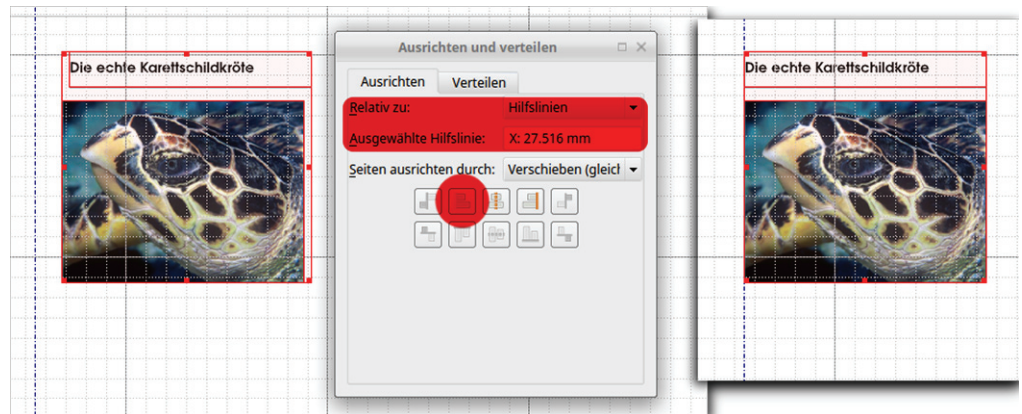 Die echte Karettschildkröte
Ausrichten und verteilen
Ausrichten Verteilen
Relativ zu: Hilfslinien
Ausgewählte Hilfslinie: X: 27.516 mm
Seiten ausrichten durch: Verschieben (gleicl
Die echte Karettschildkröte